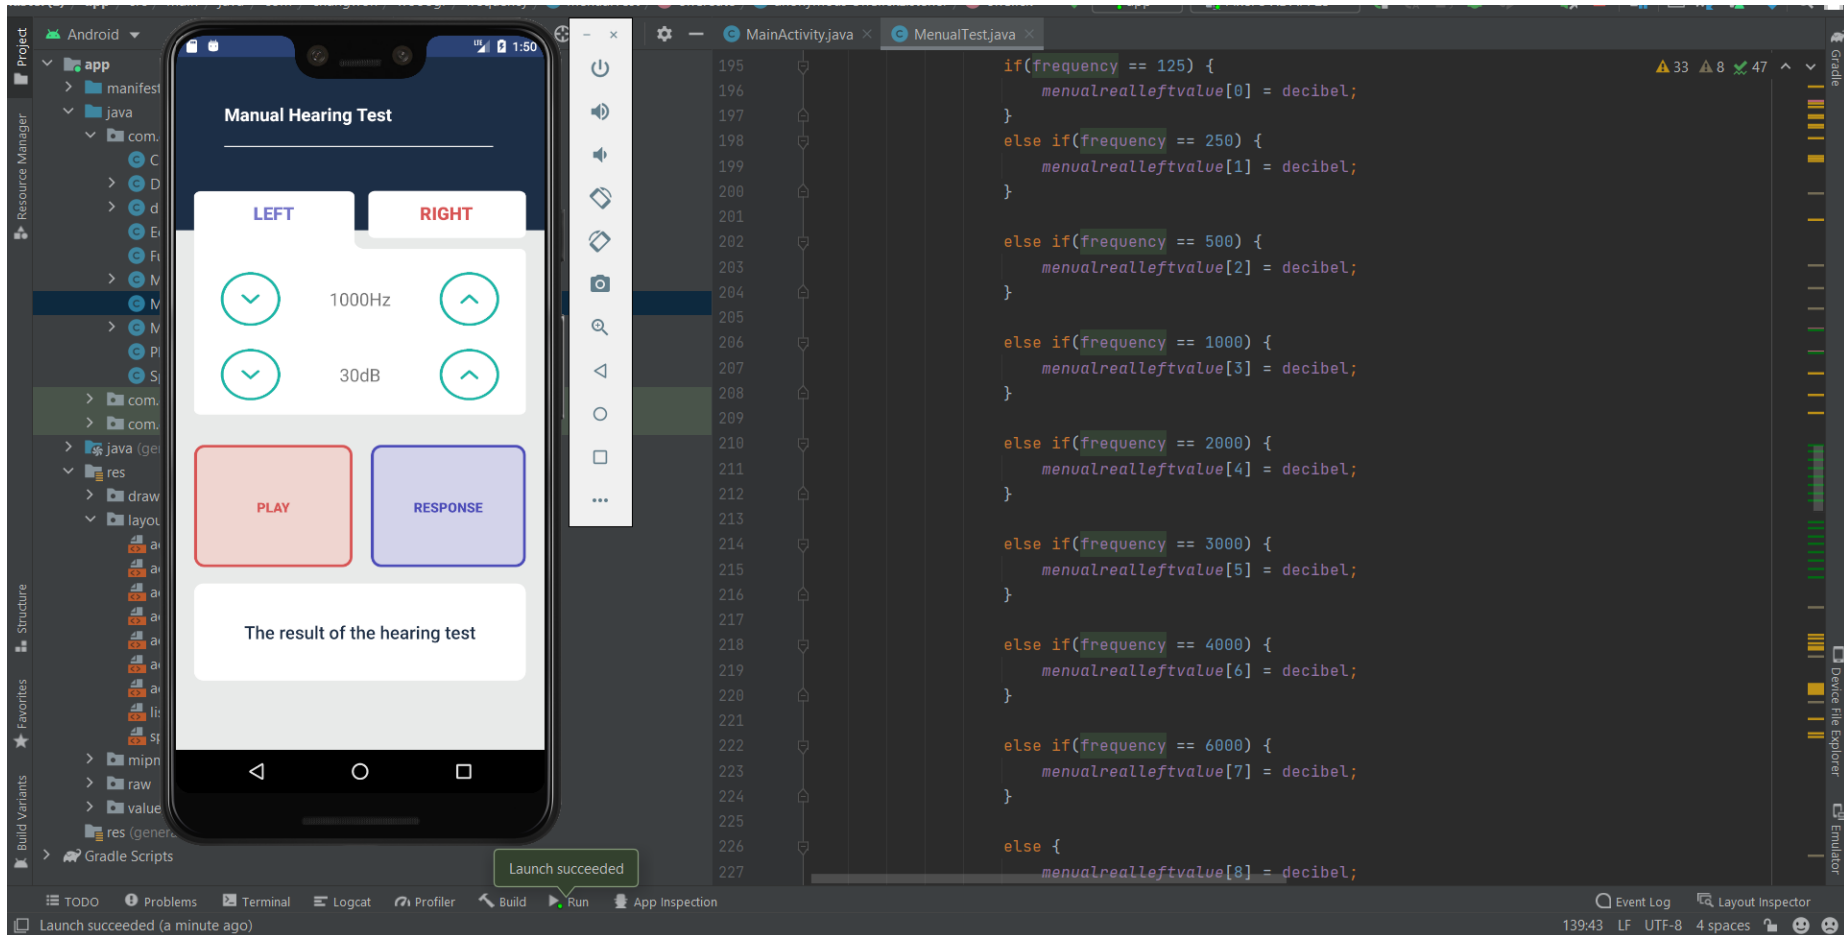 Android
MainActivity.java
MenualTest.java
Project
Resource Manager
Structure
Favorites
Build Variants
app
java
com.
com.
com.
java
res
raw
res
Gradle Scripts
1:50
Manual Hearing Test
LEFT
RIGHT
1000Hz
30dB
PLAY
RESPONSE
The result of the hearing test
Launch succeeded
33 8 47
195 if(frequency == 125) {
196 menualrealleftvalue[0] = decibel;
197 }
198 else if(frequency == 250) {
199 menualrealleftvalue[1] = decibel;
200 }
201
202 else if(frequency == 500) {
203 menualrealleftvalue[2] = decibel;
204 }
205
206 else if(frequency == 1000) {
207 menualrealleftvalue[3] = decibel;
208 }
209
210 else if(frequency == 2000) {
211 menualrealleftvalue[4] = decibel;
212 }
213
214 else if(frequency == 3000) {
215 menualrealleftvalue[5] = decibel;
216 }
217
218 else if(frequency == 4000) {
219 menualrealleftvalue[6] = decibel;
220 }
221
222 else if(frequency == 6000) {
223 menualrealleftvalue[7] = decibel;
224 }
225
226 else {
227 menualrealleftvalue[8] = decibel;
Gradle
Device File Explorer
Emulator
TODO Problems Terminal Logcat Profiler Build Run App Inspection Event Log Layout Inspector
Launch succeeded (a minute ago) 139:43 LF UTF-8 4 spaces